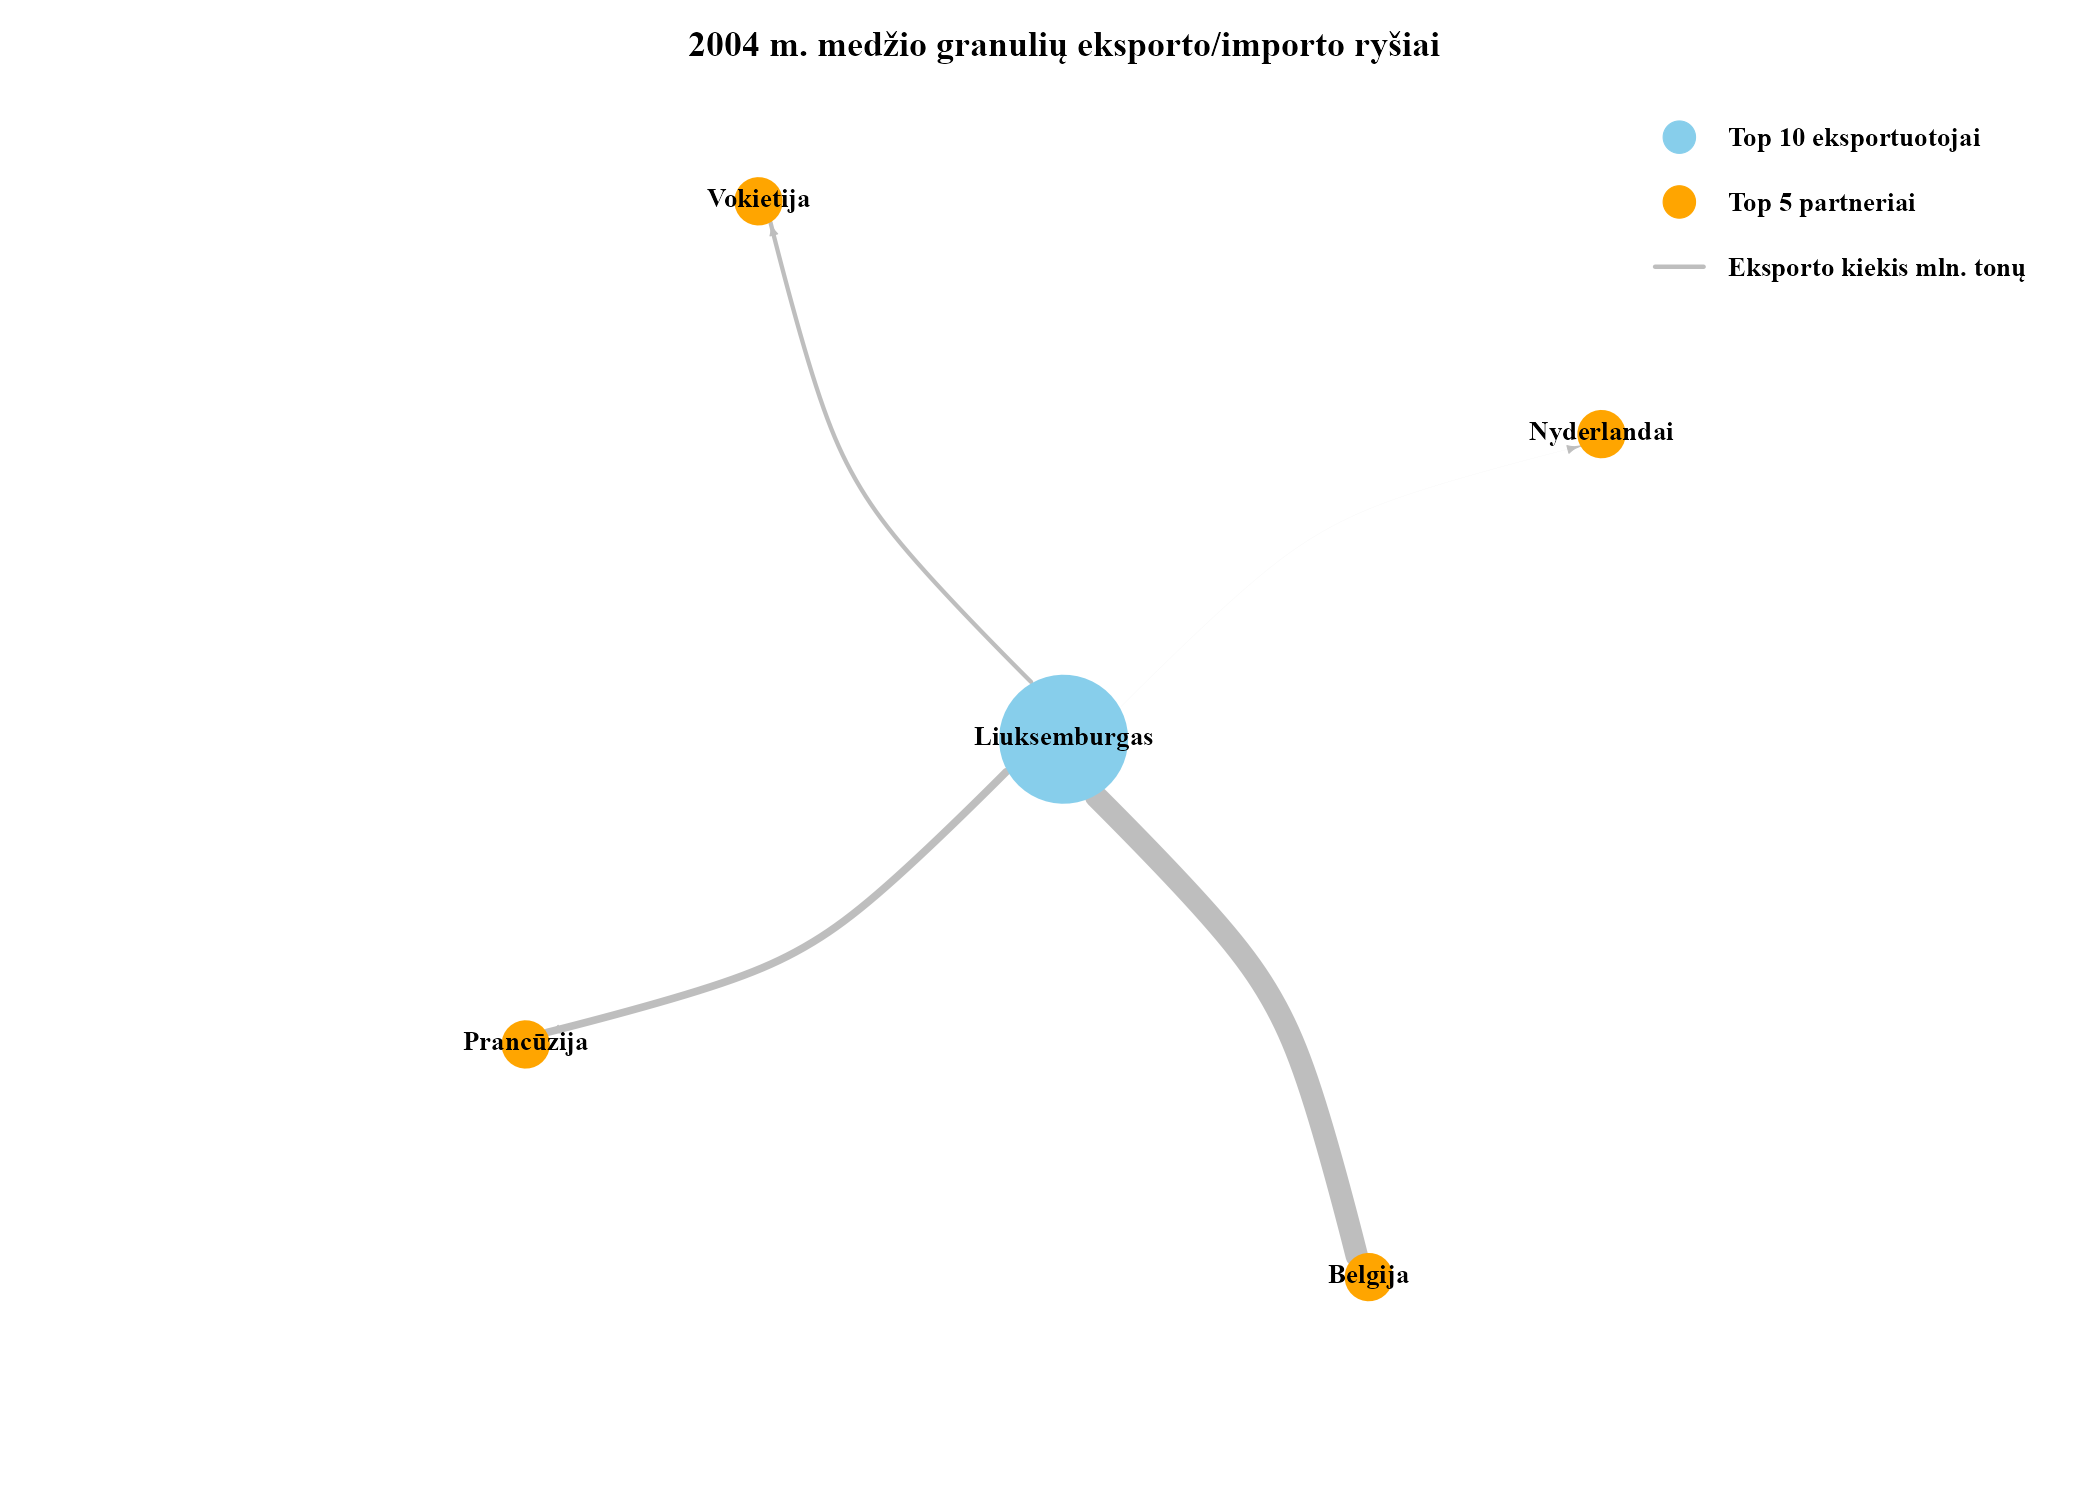 2004 m. medžio granulių eksporto/importo ryšiai
Top 10 eksportuotojai
Top 5 partneriai
Eksporto kiekis mln. tonų
Vokietija
Nyderlandai
Liuksemburgas
Prancūzija
Belgija